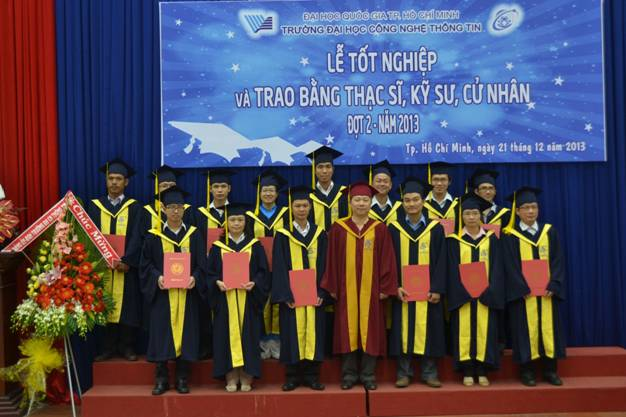 ĐẠI HỌC QUỐC GIA TP. HỒ CHÍ MINH
TRƯỜNG ĐẠI HỌC CÔNG NGHỆ THÔNG TIN
LỄ TỐT NGHIỆP
VÀ TRAO BẰNG THẠC SĨ, KỸ SƯ, CỬ NHÂN
ĐỢT 2 - NĂM 2013
Tp. Hồ Chí Minh, ngày 21 tháng 12 năm 2013
Chúc Mừng